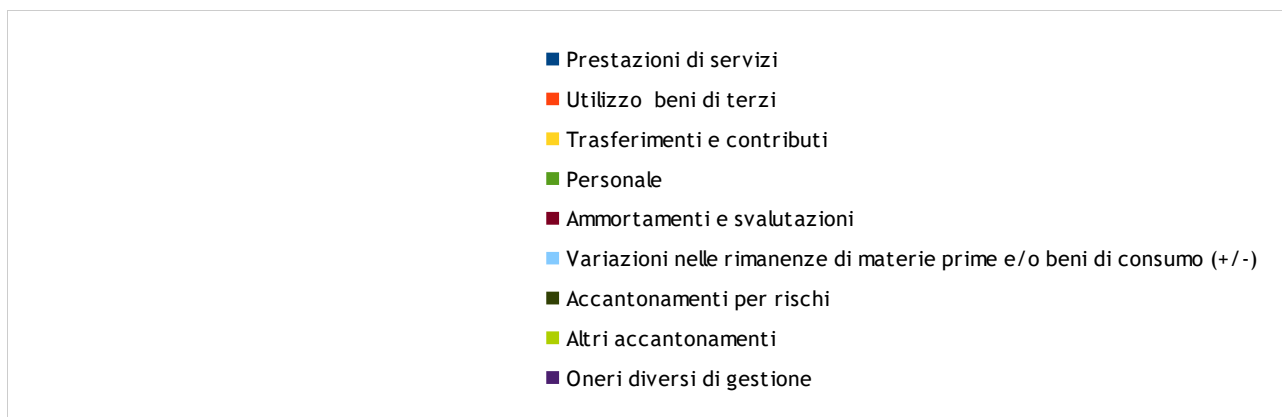 Prestazioni di servizi
Utilizzo beni di terzi
Trasferimenti e contributi
Personale
Ammortamenti e svalutazioni
Variazioni nelle rimanenze di materie prime e/o beni di consumo (+/-)
Accantonamenti per rischi
Altri accantonamenti
Oneri diversi di gestione